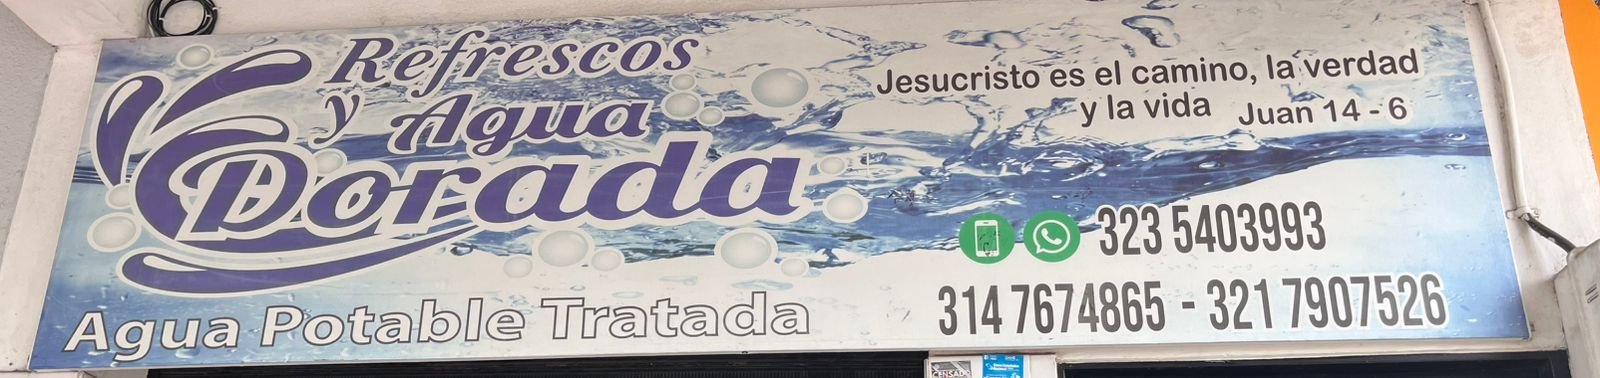 Refrescos
y Agua
Dorada
Agua Potable Tratada
Jesucristo es el camino, la verdad
y la vida Juan 14 - 6
323 5403993
314 7674865 - 321 7907526
CENSADO